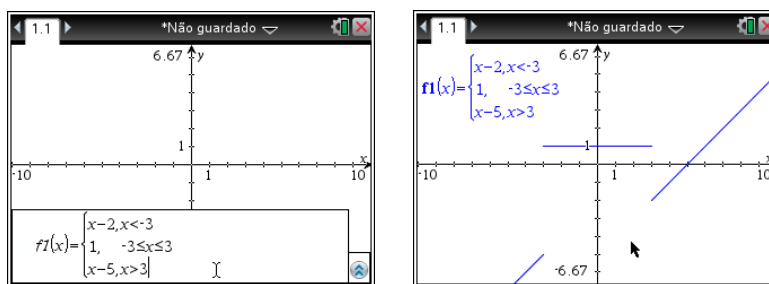 1.1 *Não guardado
6.67 y
1
x
-10 1 10
f1(x)= x−2,x<-3
1, -3≤x≤3
x−5,x>3
1.1 *Não guardado
6.67 y
f1(x)= x−2,x<-3
1, -3≤x≤3
x−5,x>3
1
x
-10 1 10
-6.67